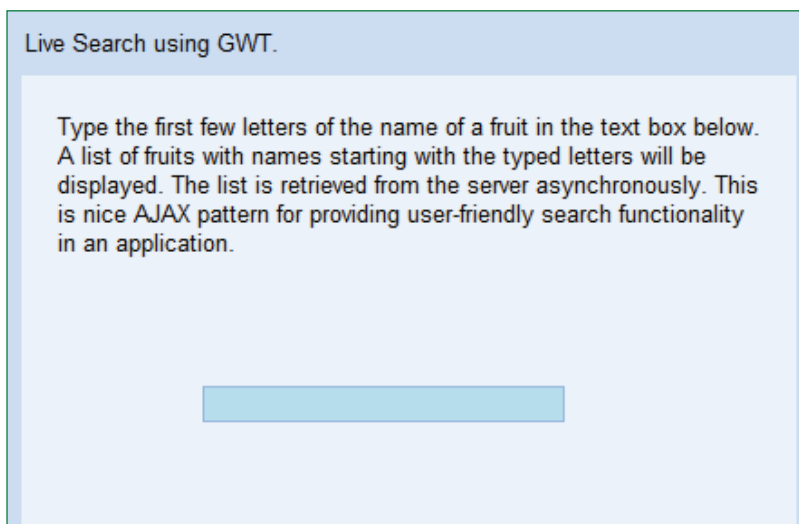 Live Search using GWT.
Type the first few letters of the name of a fruit in the text box below.
A list of fruits with names starting with the typed letters will be
displayed. The list is retrieved from the server asynchronously. This
is nice AJAX pattern for providing user-friendly search functionality
in an application.